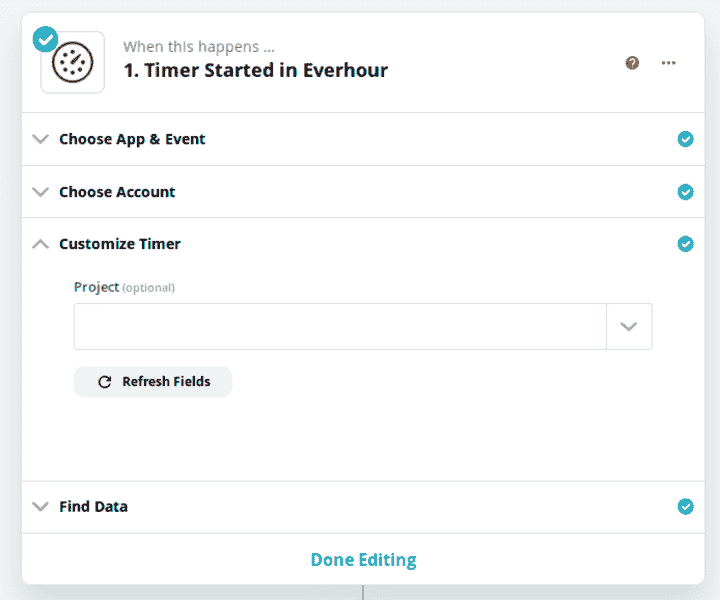 When this happens ...
1. Timer Started in Everhour
?
Choose App & Event
Choose Account
Customize Timer
Project (optional)
Refresh Fields
Find Data
Done Editing